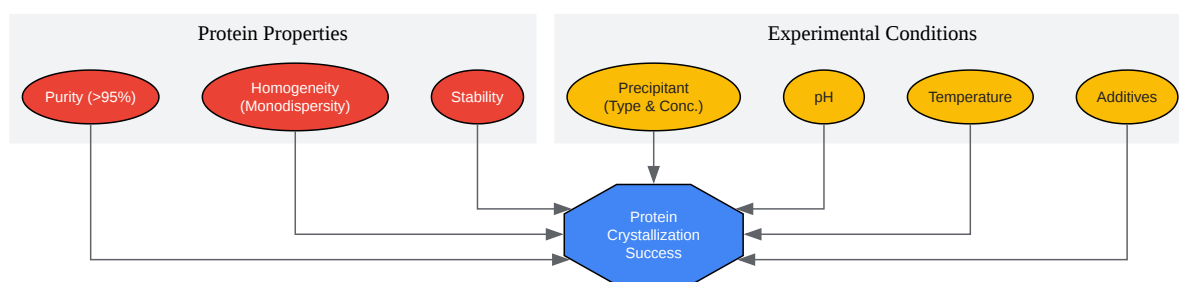 Protein Properties
Experimental Conditions
Purity (>95%)
Homogeneity
(Monodispersity)
Stability
Precipitant
(Type & Conc.)
pH
Temperature
Additives
Protein
Crystallization
Success